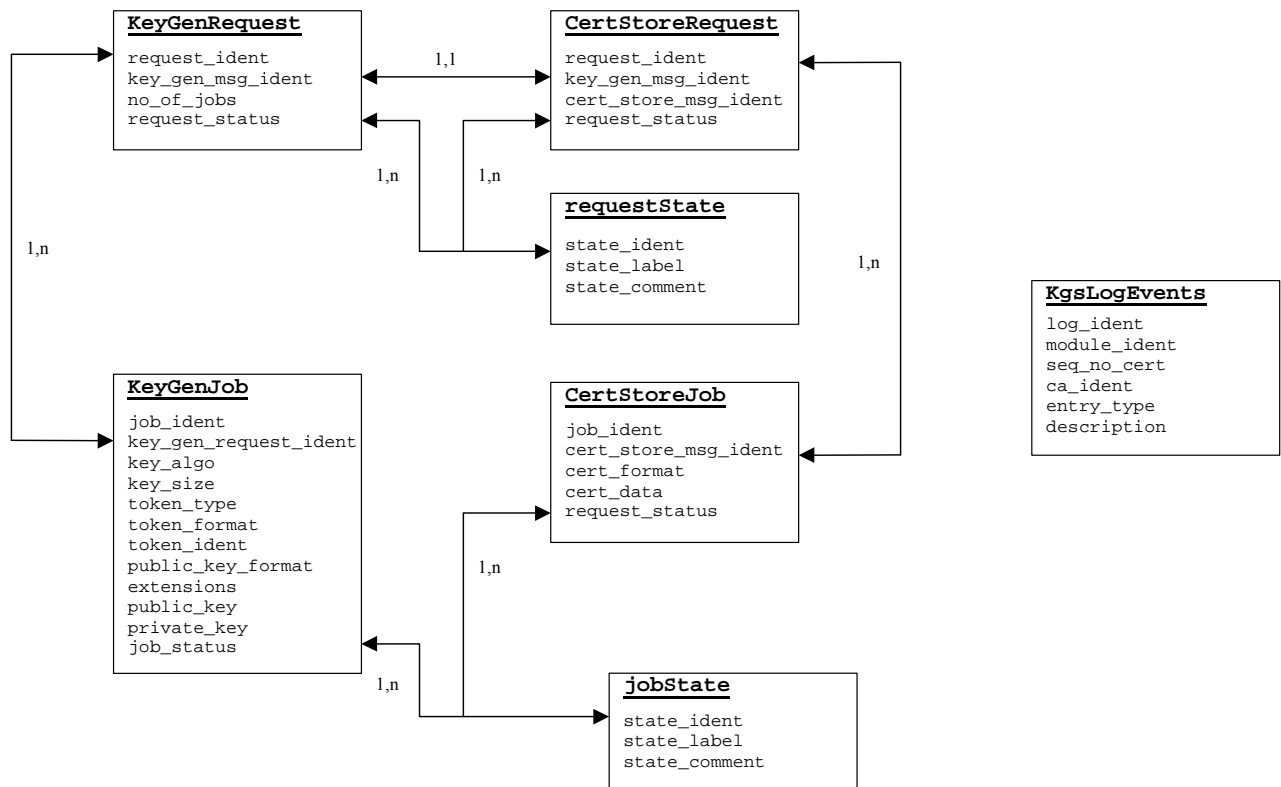 KeyGenRequest
request_ident
key_gen_msg_ident
no_of_jobs
request_status
1,1
CertStoreRequest
request_ident
key_gen_msg_ident
cert_store_msg_ident
request_status
1,n
1,n
1,n
1,n
requestState
state_ident
state_label
state_comment
KgsLogEvents
log_ident
module_ident
seq_no_cert
ca_ident
entry_type
description
KeyGenJob
job_ident
key_gen_request_ident
key_algo
key_size
token_type
token_format
token_ident
public_key_format
extensions
public_key
private_key
job_status
CertStoreJob
job_ident
cert_store_msg_ident
cert_format
cert_data
request_status
1,n
1,n
jobState
state_ident
state_label
state_comment